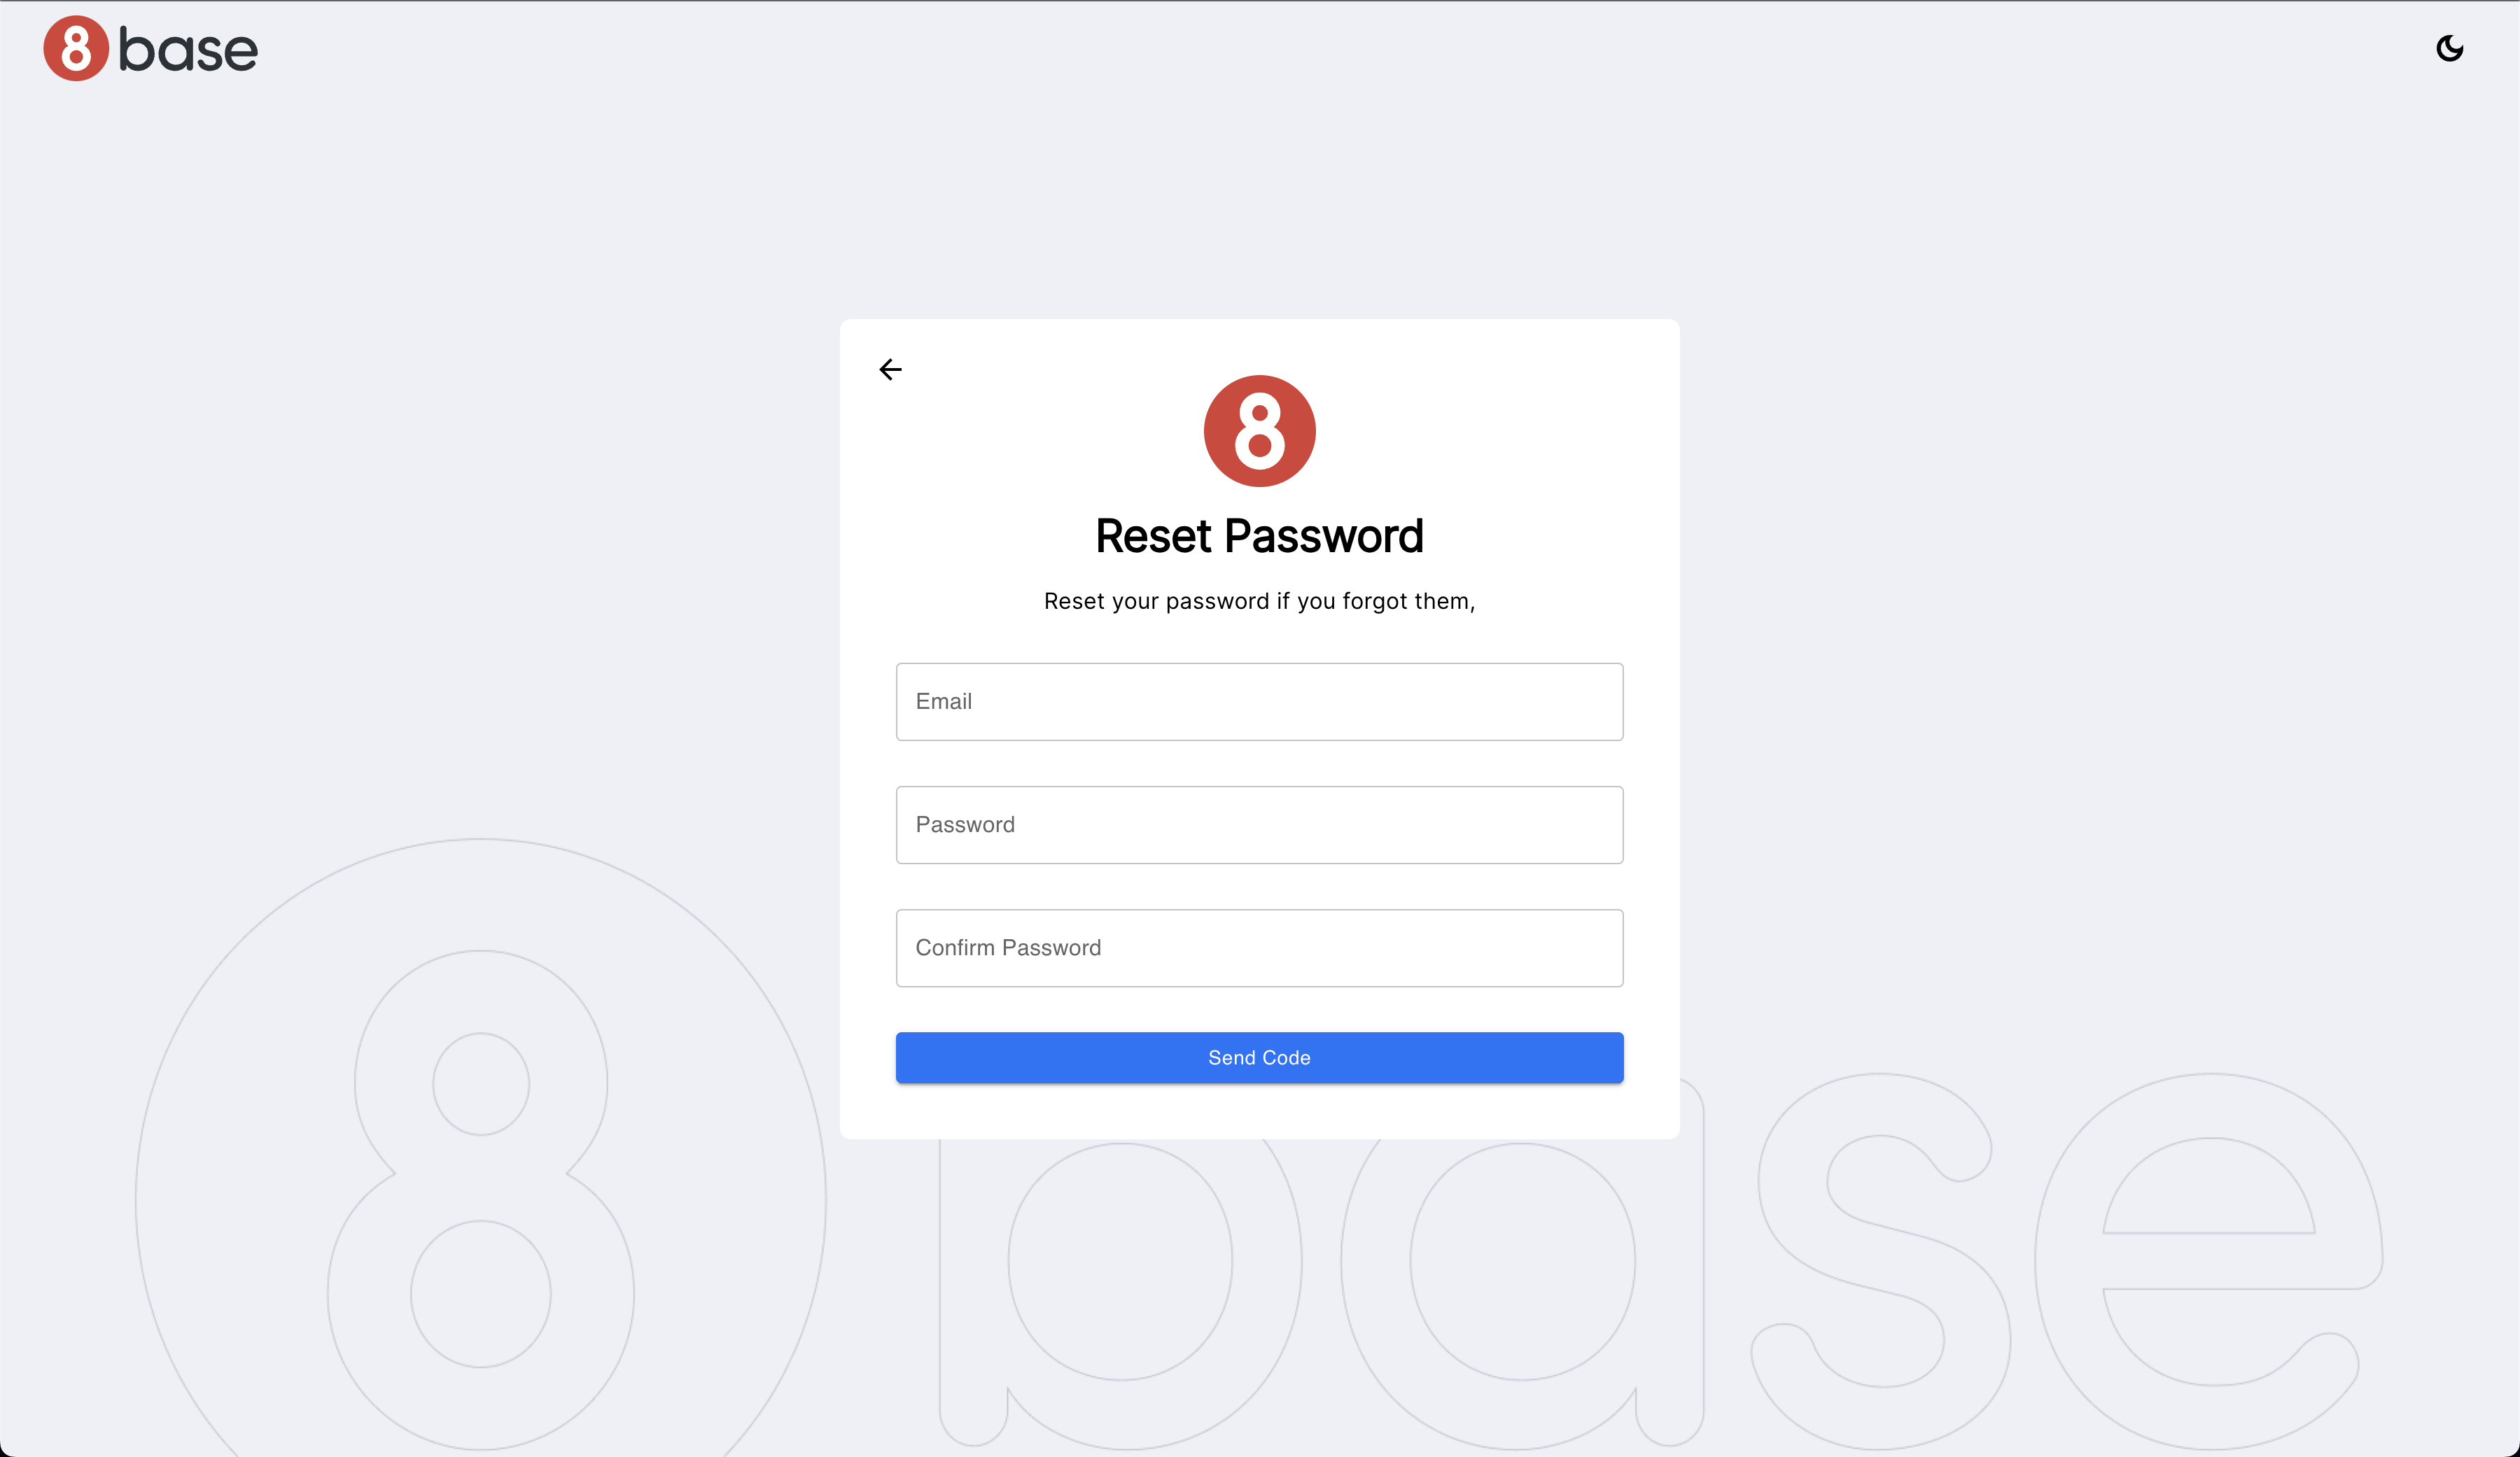 8base
8
Reset Password
Reset your password if you forgot them,
Email
Password
Confirm Password
Send Code
8base